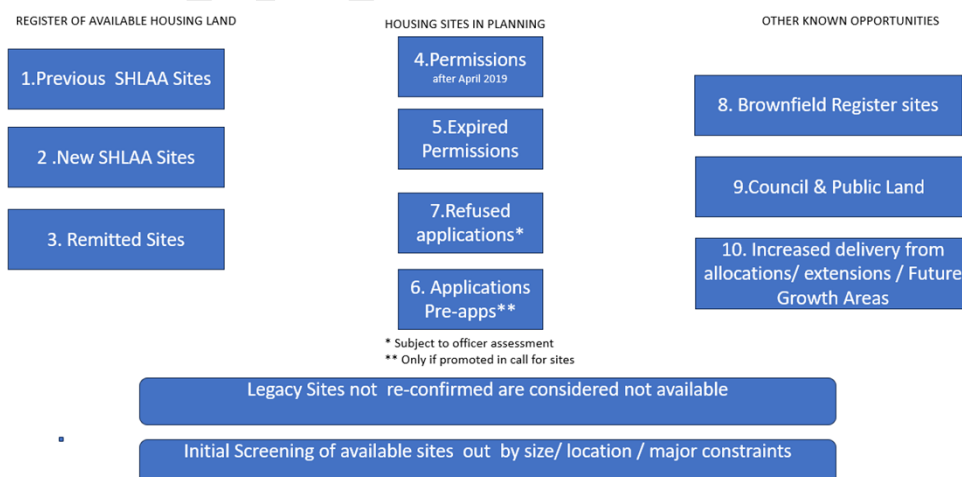 REGISTER OF AVAILABLE HOUSING LAND
1.Previous SHLAA Sites
2 .New SHLAA Sites
3. Remitted Sites
HOUSING SITES IN PLANNING
4.Permissions
after April 2019
5.Expired
Permissions
7.Refused
applications*
6. Applications
Pre-apps**
* Subject to officer assessment
** Only if promoted in call for sites
OTHER KNOWN OPPORTUNITIES
8. Brownfield Register sites
9.Council & Public Land
10. Increased delivery from
allocations/ extensions / Future
Growth Areas
Legacy Sites not re-confirmed are considered not available
Initial Screening of available sites out by size/ location / major constraints